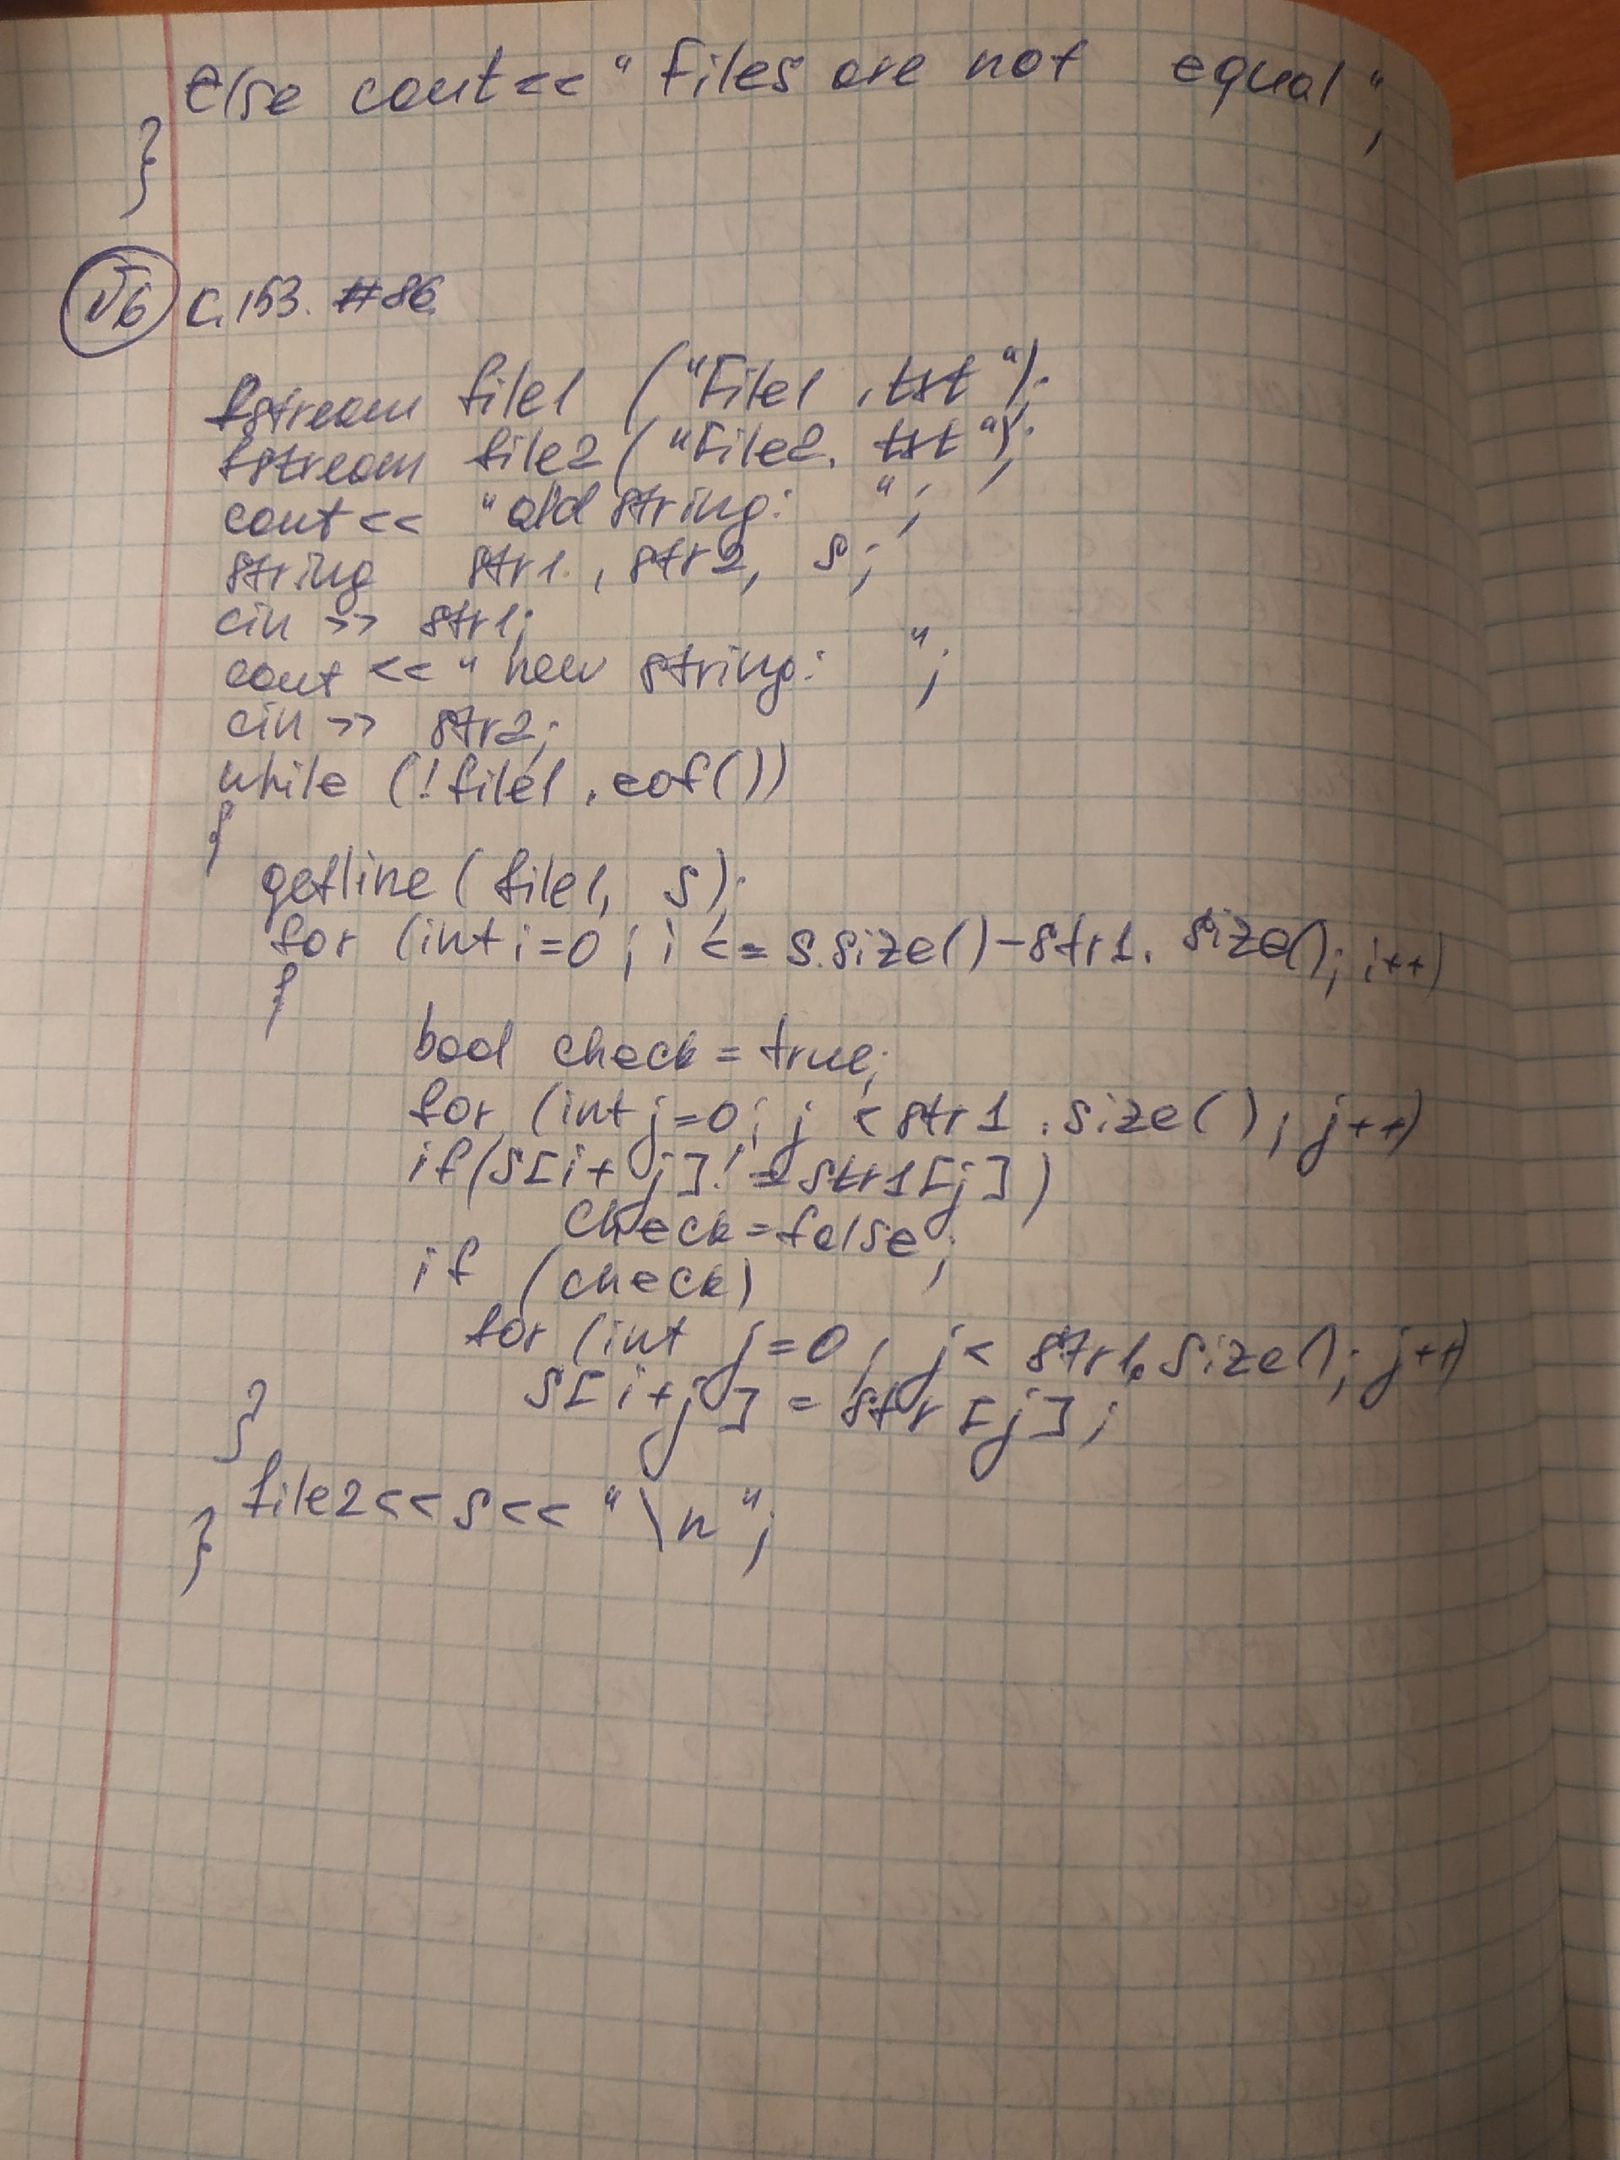 else cout<< "Files are not equal";
}
√6 С.153. #86
fstream file1 ("File1.txt");
fstream file2 ("File2.txt");
cout<< "old string: ";
string str1, str2, s;
cin >> str1;
cout << "new string: ";
cin >> str2;
while (!file1.eof())
{
getline (file1, s);
for (int i=0; i <= s.size()-str1.size(); i++)
{
bool check = true;
for (int j=0; j < str1.size(); j++)
if(s[i+j]!=str1[j])
check=false;
if (check)
for (int j=0; j< str1.size(); j++)
s[i+j] = str[j];
}
file2<<s<< "\n";
}